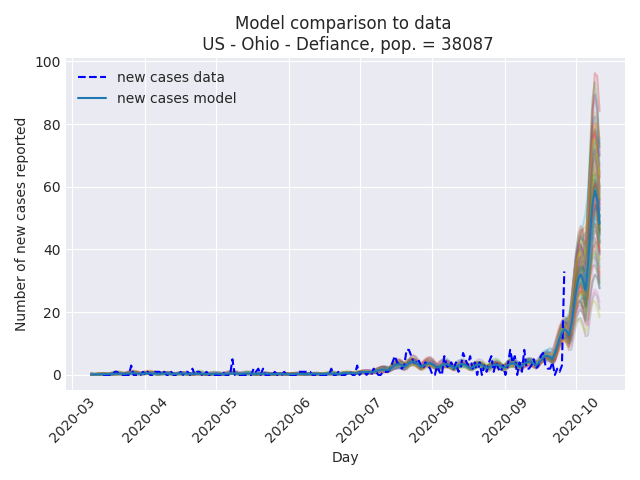 Model comparison to data
US - Ohio - Defiance, pop. = 38087
new cases data
new cases model
Number of new cases reported
100
80
60
40
20
0
2020-03
2020-04
2020-05
2020-06
2020-07
2020-08
2020-09
2020-10
Day